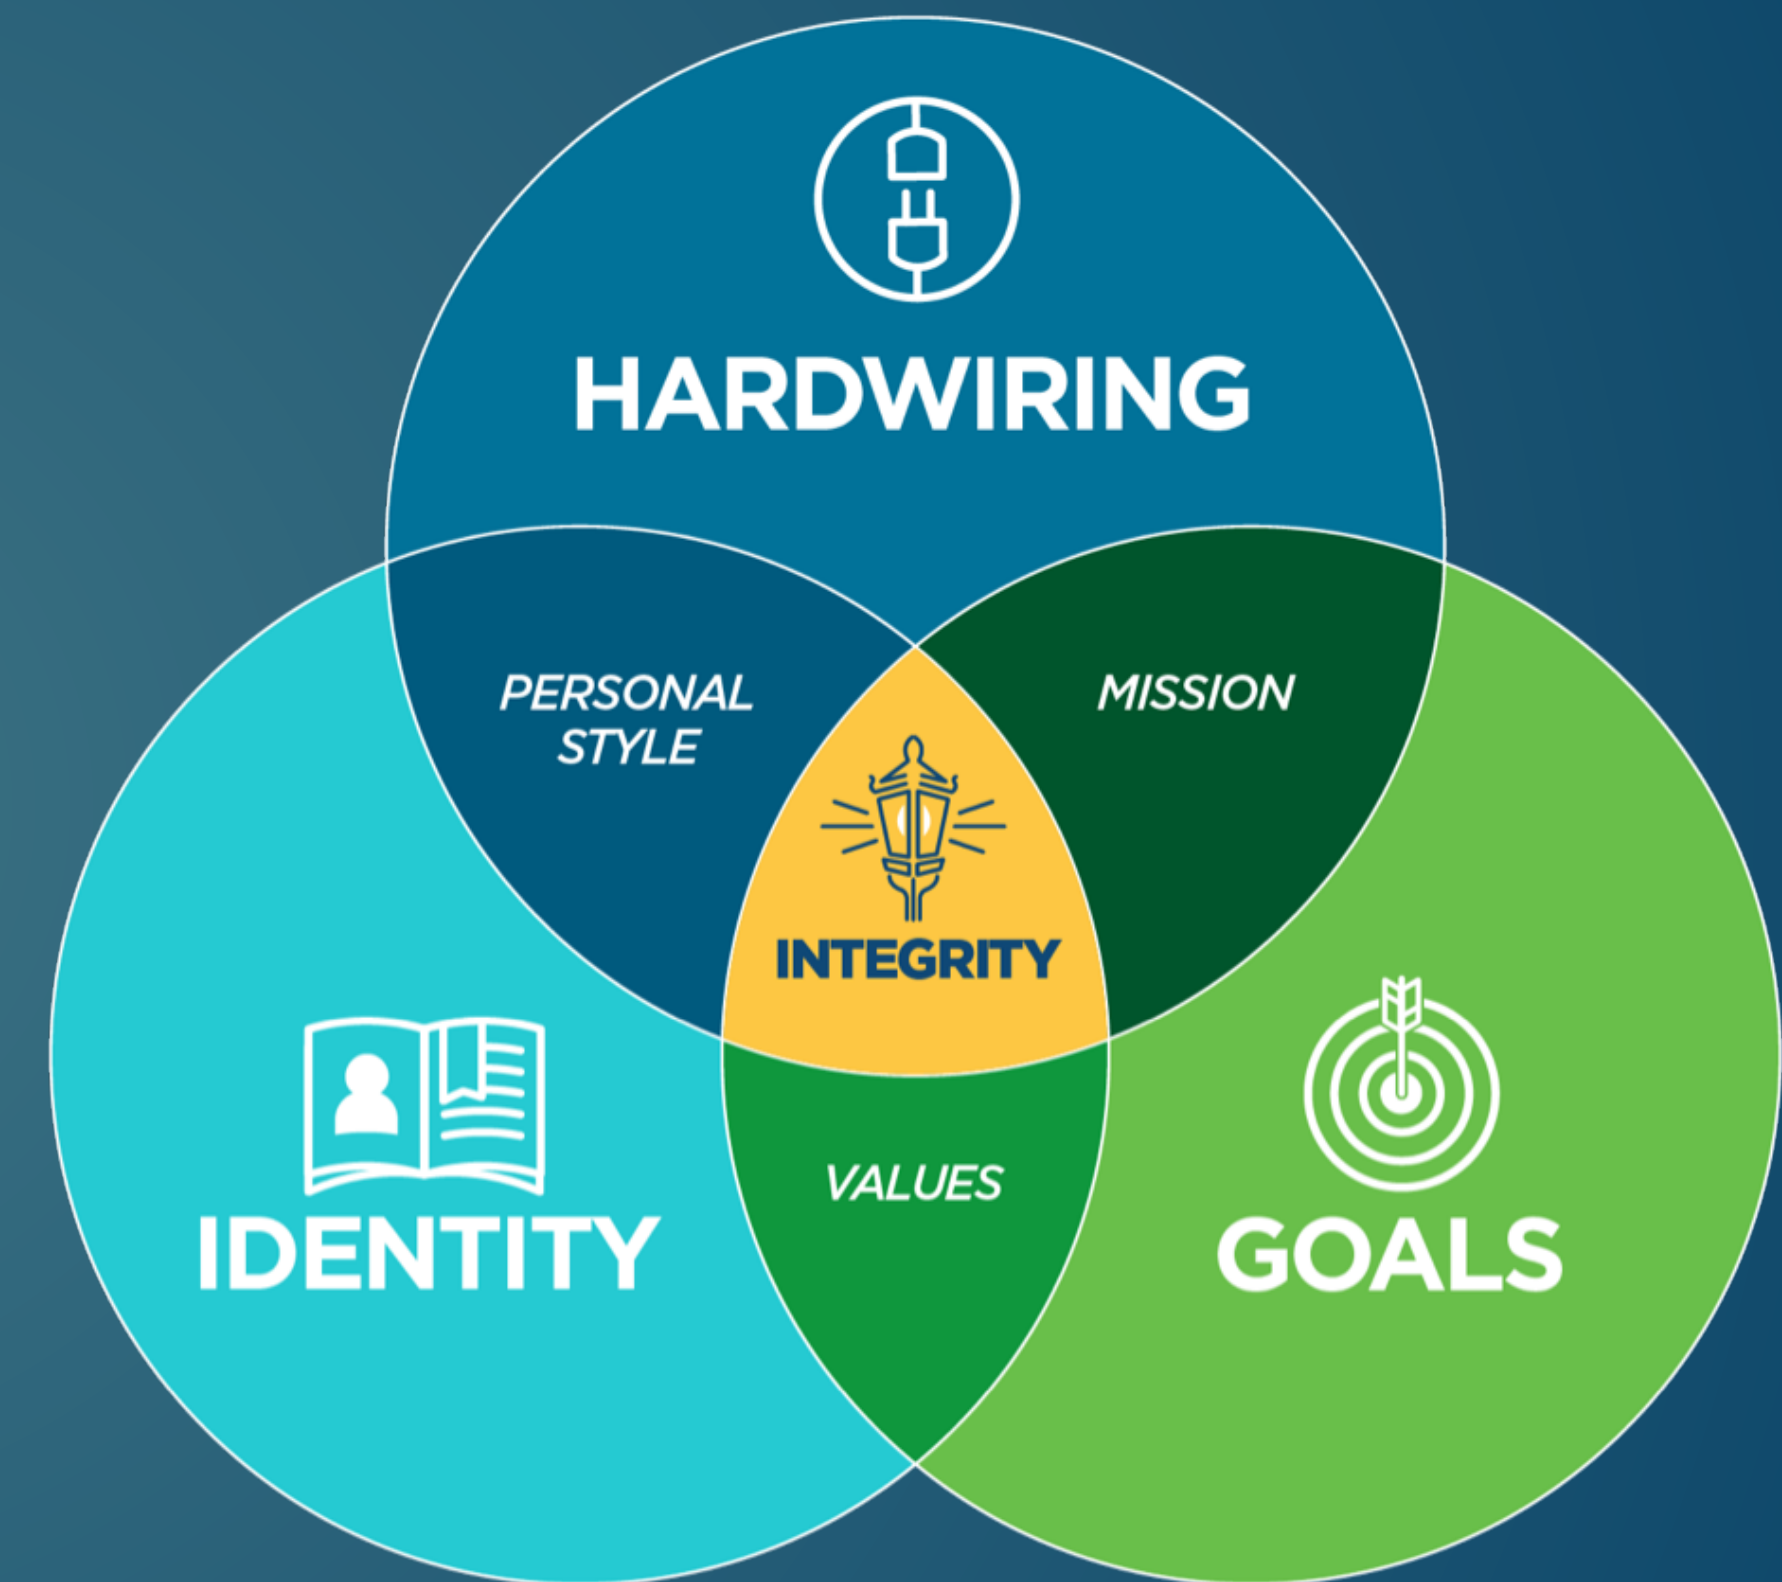 HARDWIRING
PERSONAL
STYLE
MISSION
INTEGRITY
VALUES
IDENTITY
GOALS